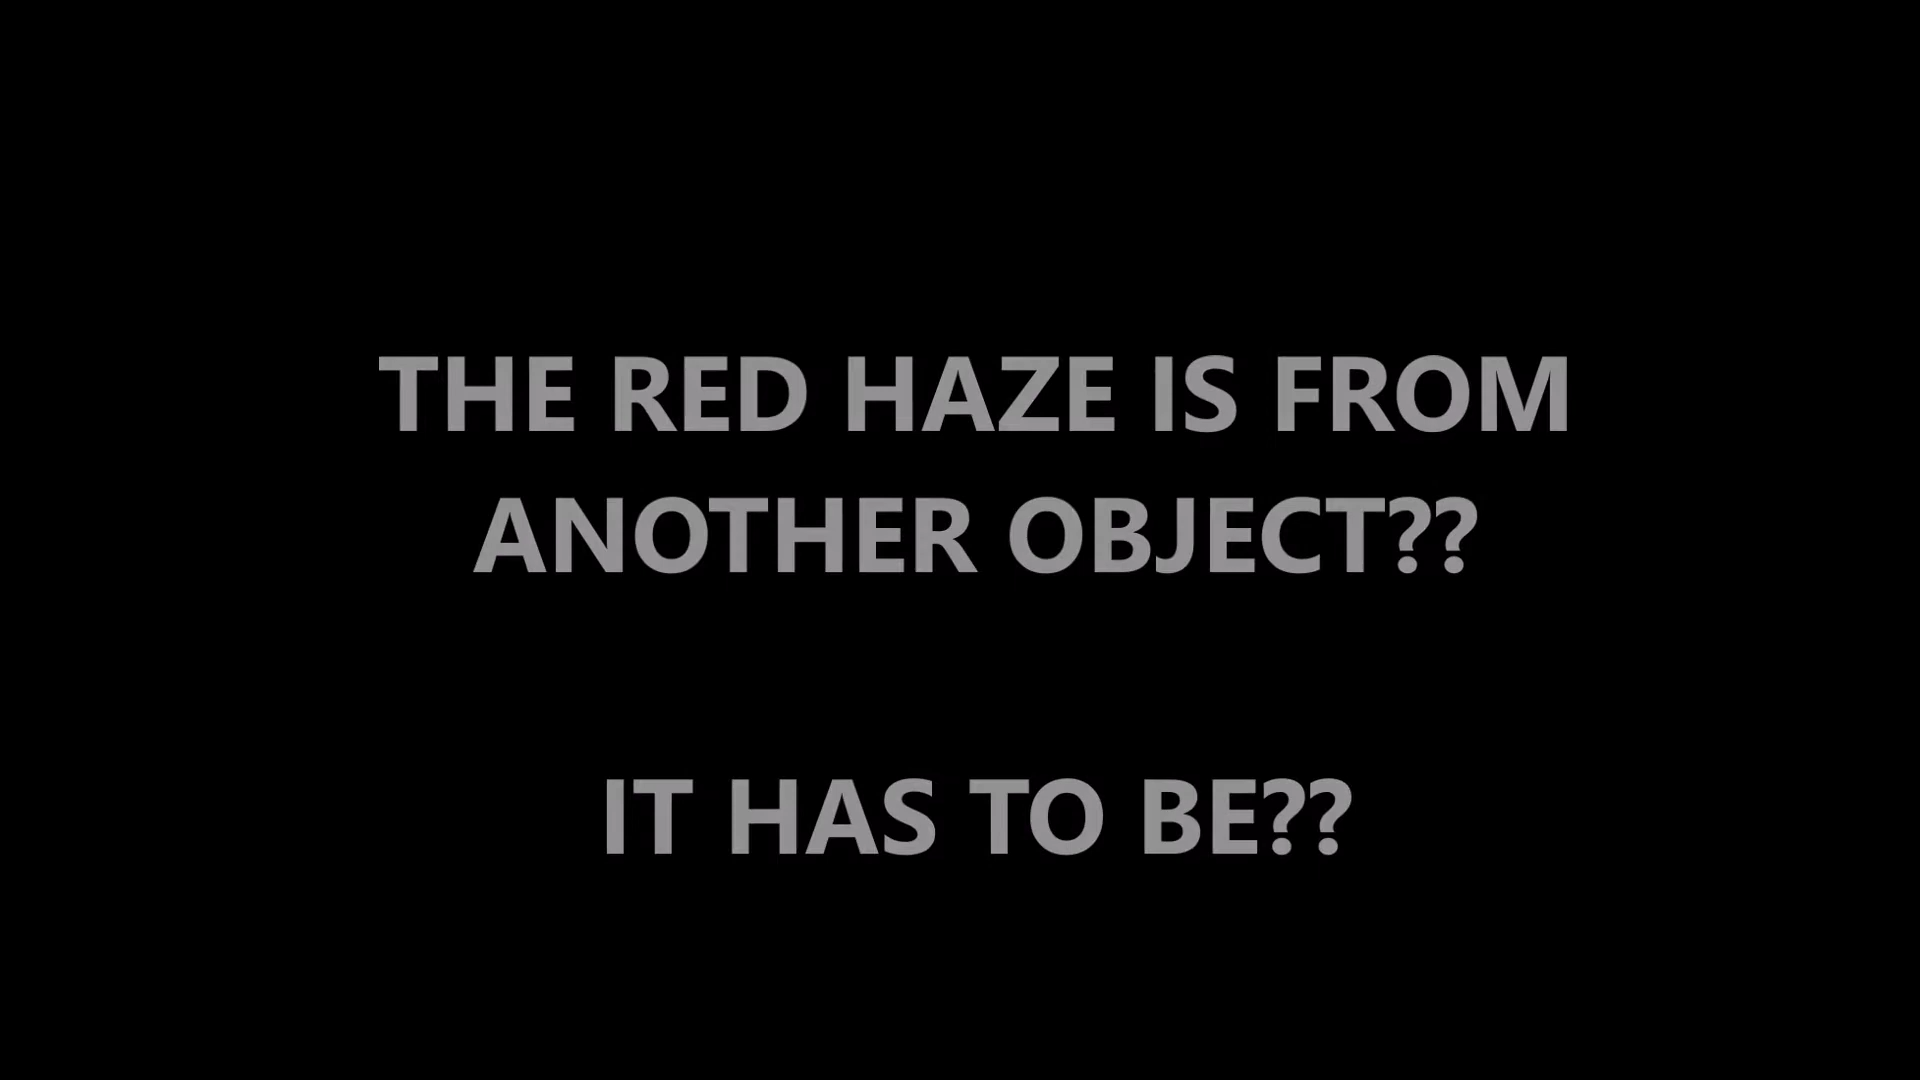 THE RED HAZE IS FROM
ANOTHER OBJECT??
IT HAS TO BE??